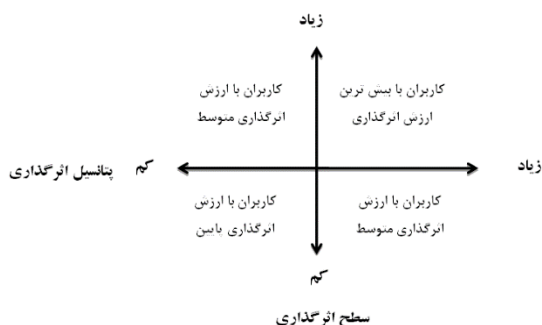 زیاد
کاربران با بیش ترین
ارزش اثرگذاری
کاربران با ارزش
اثرگذاری متوسط
زیاد
کم
پتانسیل اثرگذاری
کاربران با ارزش
اثرگذاری متوسط
کاربران با ارزش
اثرگذاری پایین
کم
سطح اثرگذاری